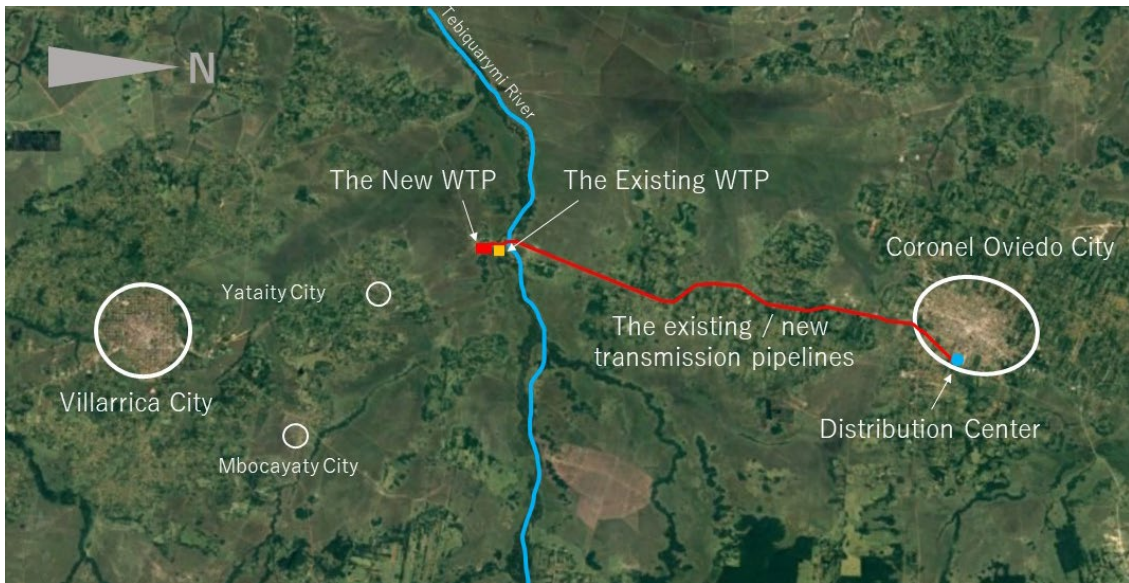 N
Tebiquarymi River
The New WTP
The Existing WTP
Coronel Oviedo City
Yataity City
The existing / new
transmission pipelines
Villarrica City
Distribution Center
Mbocayaty City